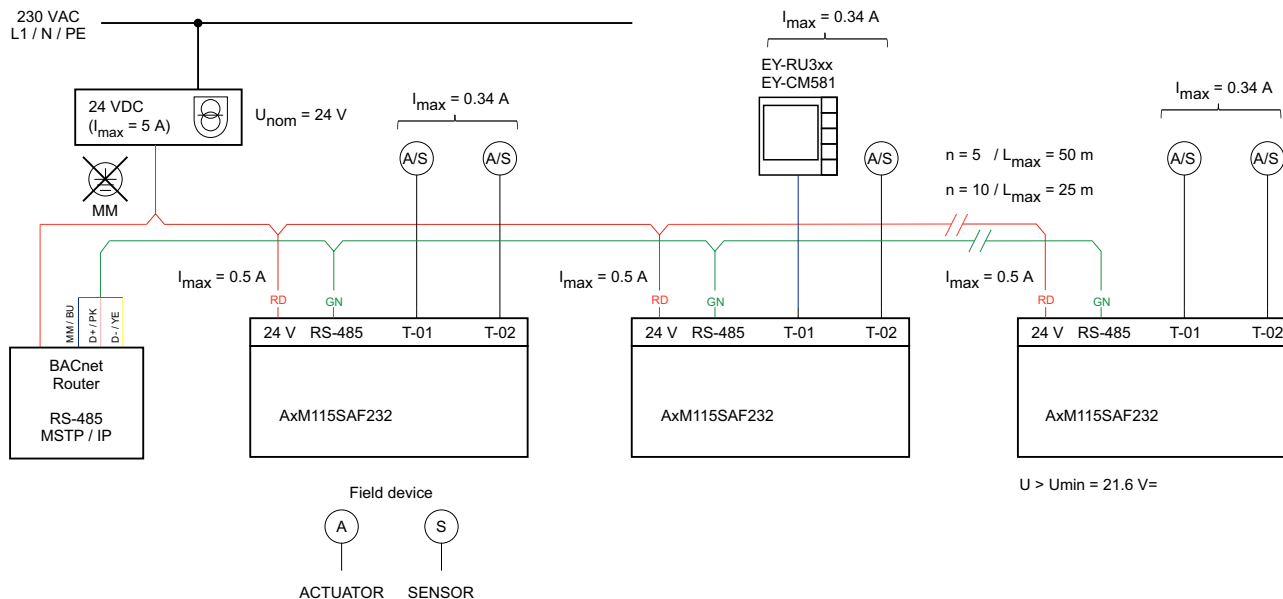 230 VAC
L1 / N / PE
24 VDC
(Imax = 5 A)
Unom = 24 V
MM
Imax = 0.34 A
A/S
A/S
Imax = 0.34 A
EY-RU3xx
EY-CM581
A/S
n = 5 / Lmax = 50 m
n = 10 / Lmax = 25 m
Imax = 0.34 A
A/S
A/S
Imax = 0.5 A
RD
GN
Imax = 0.5 A
RD
GN
Imax = 0.5 A
RD
GN
MM / BU
D+ / PK
D- / YE
BACnet
Router
RS-485
MSTP / IP
24 V RS-485 T-01 T-02
AxM115SAF232
24 V RS-485 T-01 T-02
AxM115SAF232
24 V RS-485 T-01 T-02
AxM115SAF232
U > Umin = 21.6 V=
Field device
A
S
ACTUATOR SENSOR